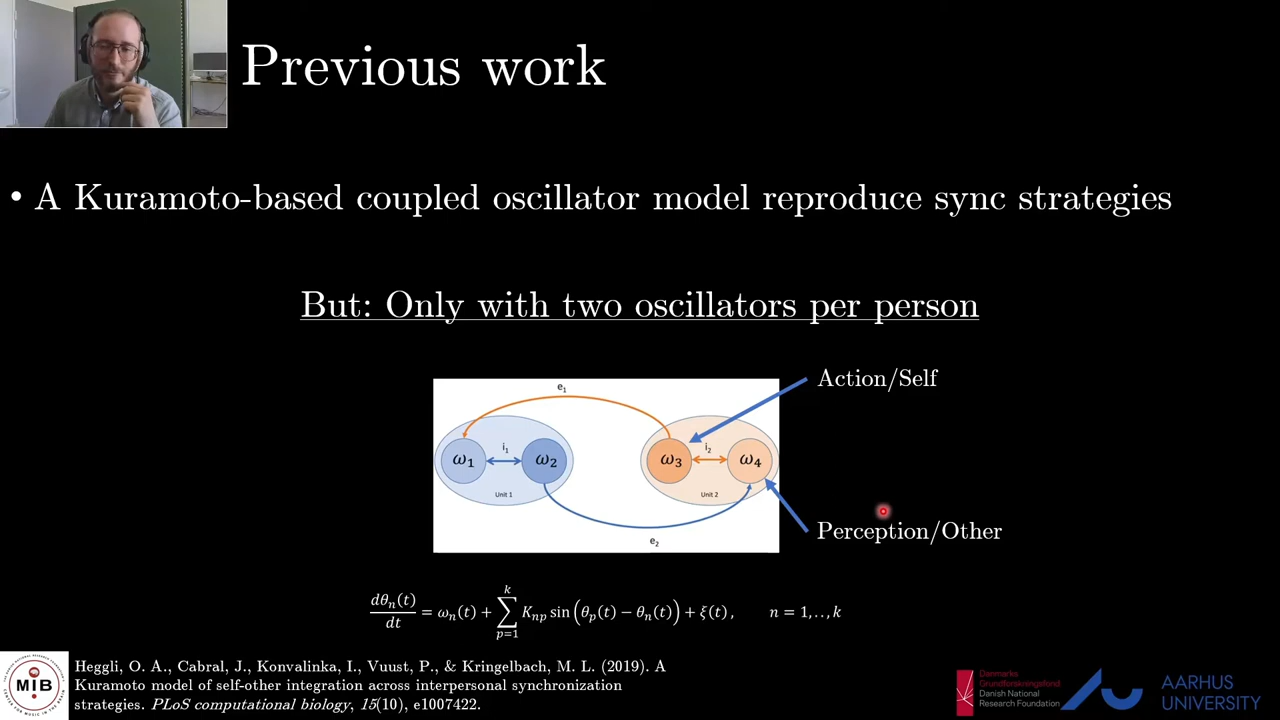 Previous work
• A Kuramoto-based coupled oscillator model reproduce sync strategies
But: Only with two oscillators per person
e₁
Action/Self
ω₁
i₁
ω₂
ω₃
i₂
ω₄
Unit 1
Unit 2
Perception/Other
e₂
dθₙ(t)/dt = ωₙ(t) + ∑ₚ₌₁ᵏ Kₙₚ sin(θₚ(t) − θₙ(t)) + ξ(t), n = 1,..,k
Heggli, O. A., Cabral, J., Konvalinka, I., Vuust, P., & Kringelbach, M. L. (2019). A
Kuramoto model of self-other integration across interpersonal synchronization
strategies. PLoS computational biology, 15(10), e1007422.
MIB
Danmarks
Grundforskningsfond
Danish National
Research Foundation
AARHUS
UNIVERSITY